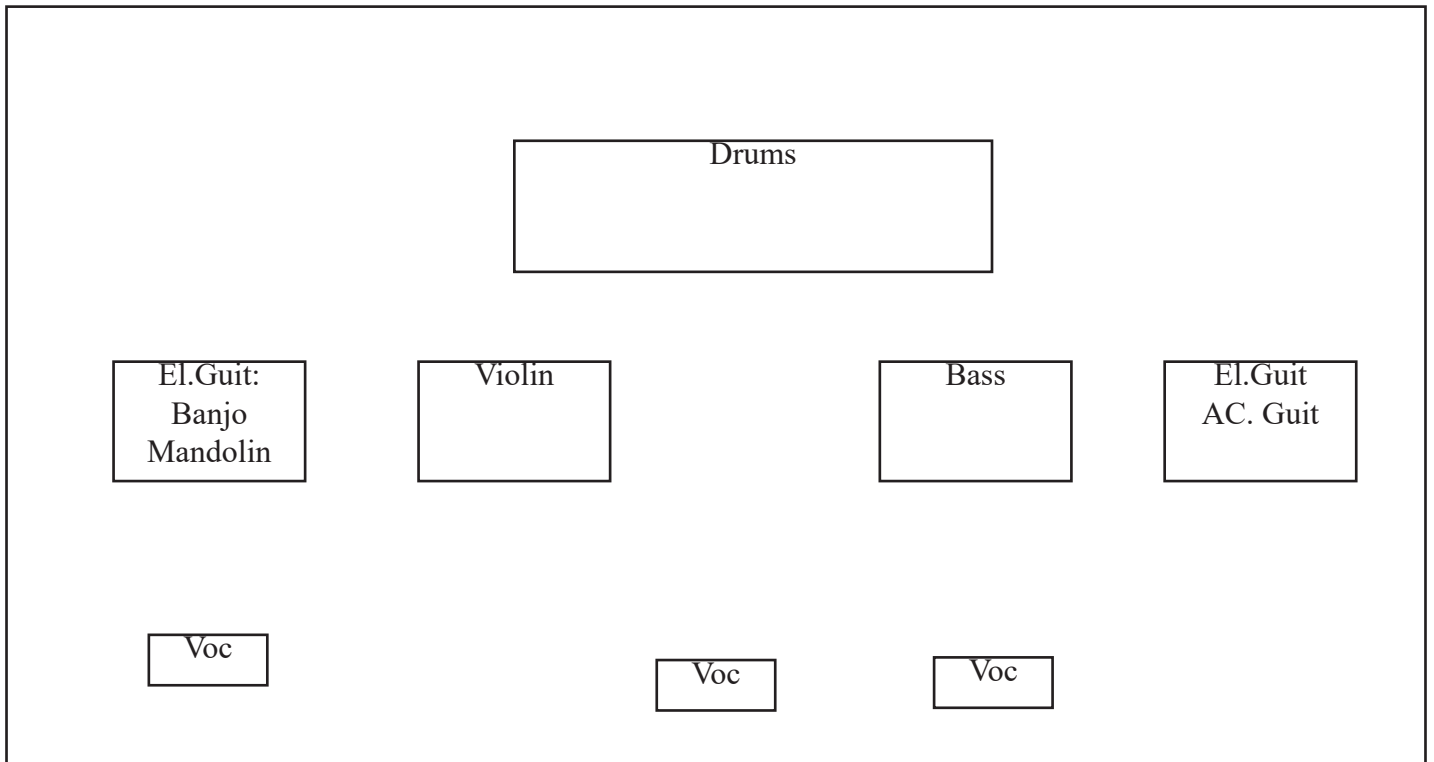 Drums
El.Guit:
Banjo
Mandolin
Violin
Bass
El.Guit
AC. Guit
Voc
Voc
Voc